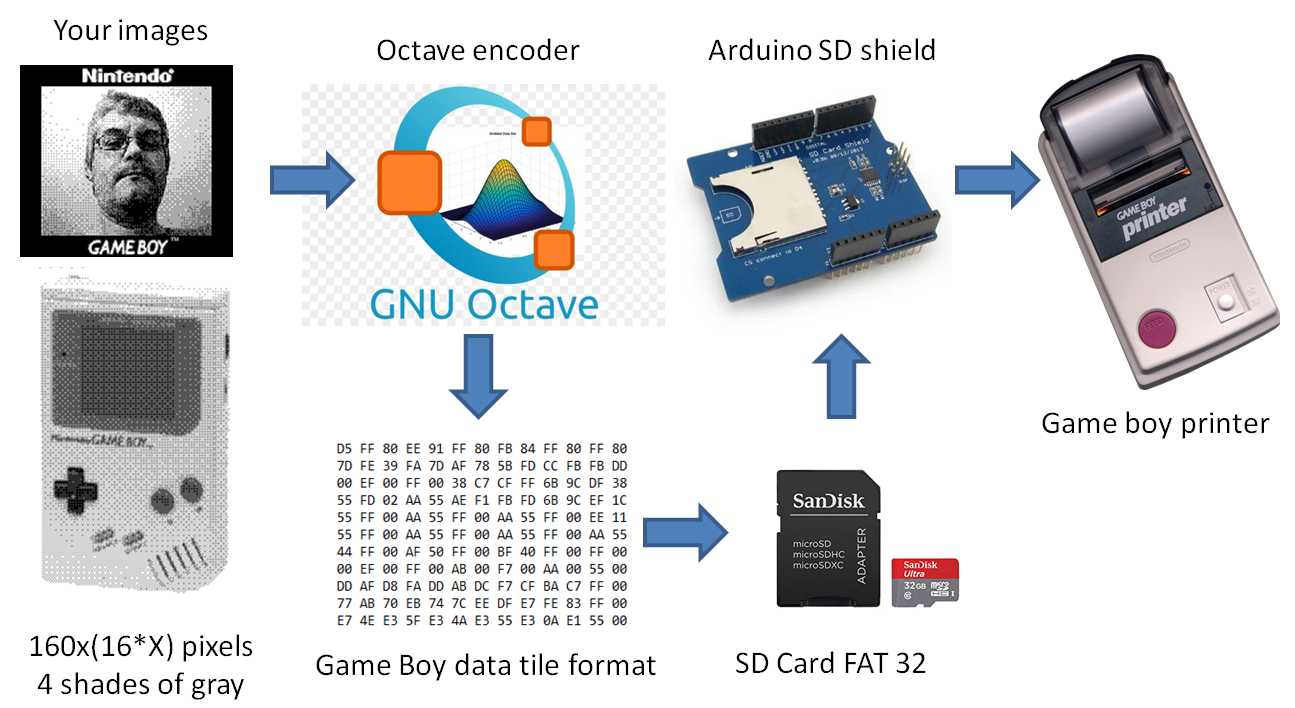 Your images
Nintendo®
GAME BOY™
Nintendo GAME BOY
160x(16*X) pixels
4 shades of gray
Octave encoder
GNU Octave
D5 FF 80 EE 91 FF 80 FB 84 FF 80 FF 80
7D FE 39 FA 7D AF 78 5B FD CC FB FB DD
00 EF 00 FF 00 38 C7 CF FF 6B 9C DF 38
55 FD 02 AA 55 AE F1 FB FD 6B 9C EF 1C
55 FF 00 AA 55 FF 00 AA 55 FF 00 EE 11
55 FF 00 AA 55 FF 00 AA 55 FF 00 AA 55
44 FF 00 AF 50 FF 00 BF 40 FF 00 FF 00
00 EF 00 FF 00 AB 00 F7 00 AA 00 55 00
DD AF D8 FA DD AB DC F7 CF BA C7 FF 00
77 AB 70 EB 74 7C EE DF E7 FE 83 FF 00
E7 4E E3 5F E3 4A E3 55 E3 0A E1 55 00
Game Boy data tile format
Arduino SD shield
DIGITAL
SD Card Shield
SD
CS connect to D4
SanDisk
microSD
microSDHC
microSDXC
ADAPTER
SanDisk
Ultra
32GB
micro
HC I
SD Card FAT 32
GAME BOY
printer
Nintendo
POWER
FEED
Game boy printer